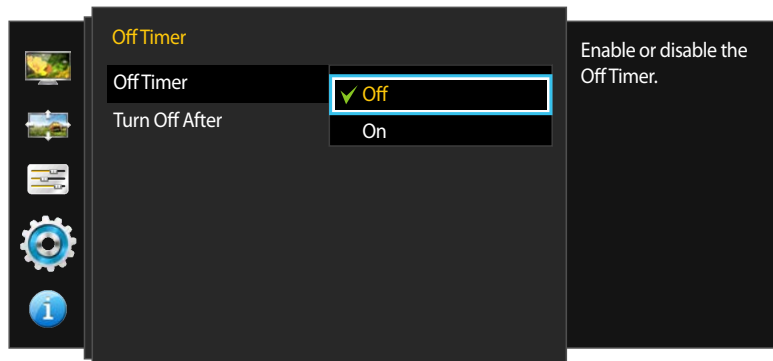 Off Timer
Off Timer
Off
Turn Off After
On
Enable or disable the
Off Timer.
i